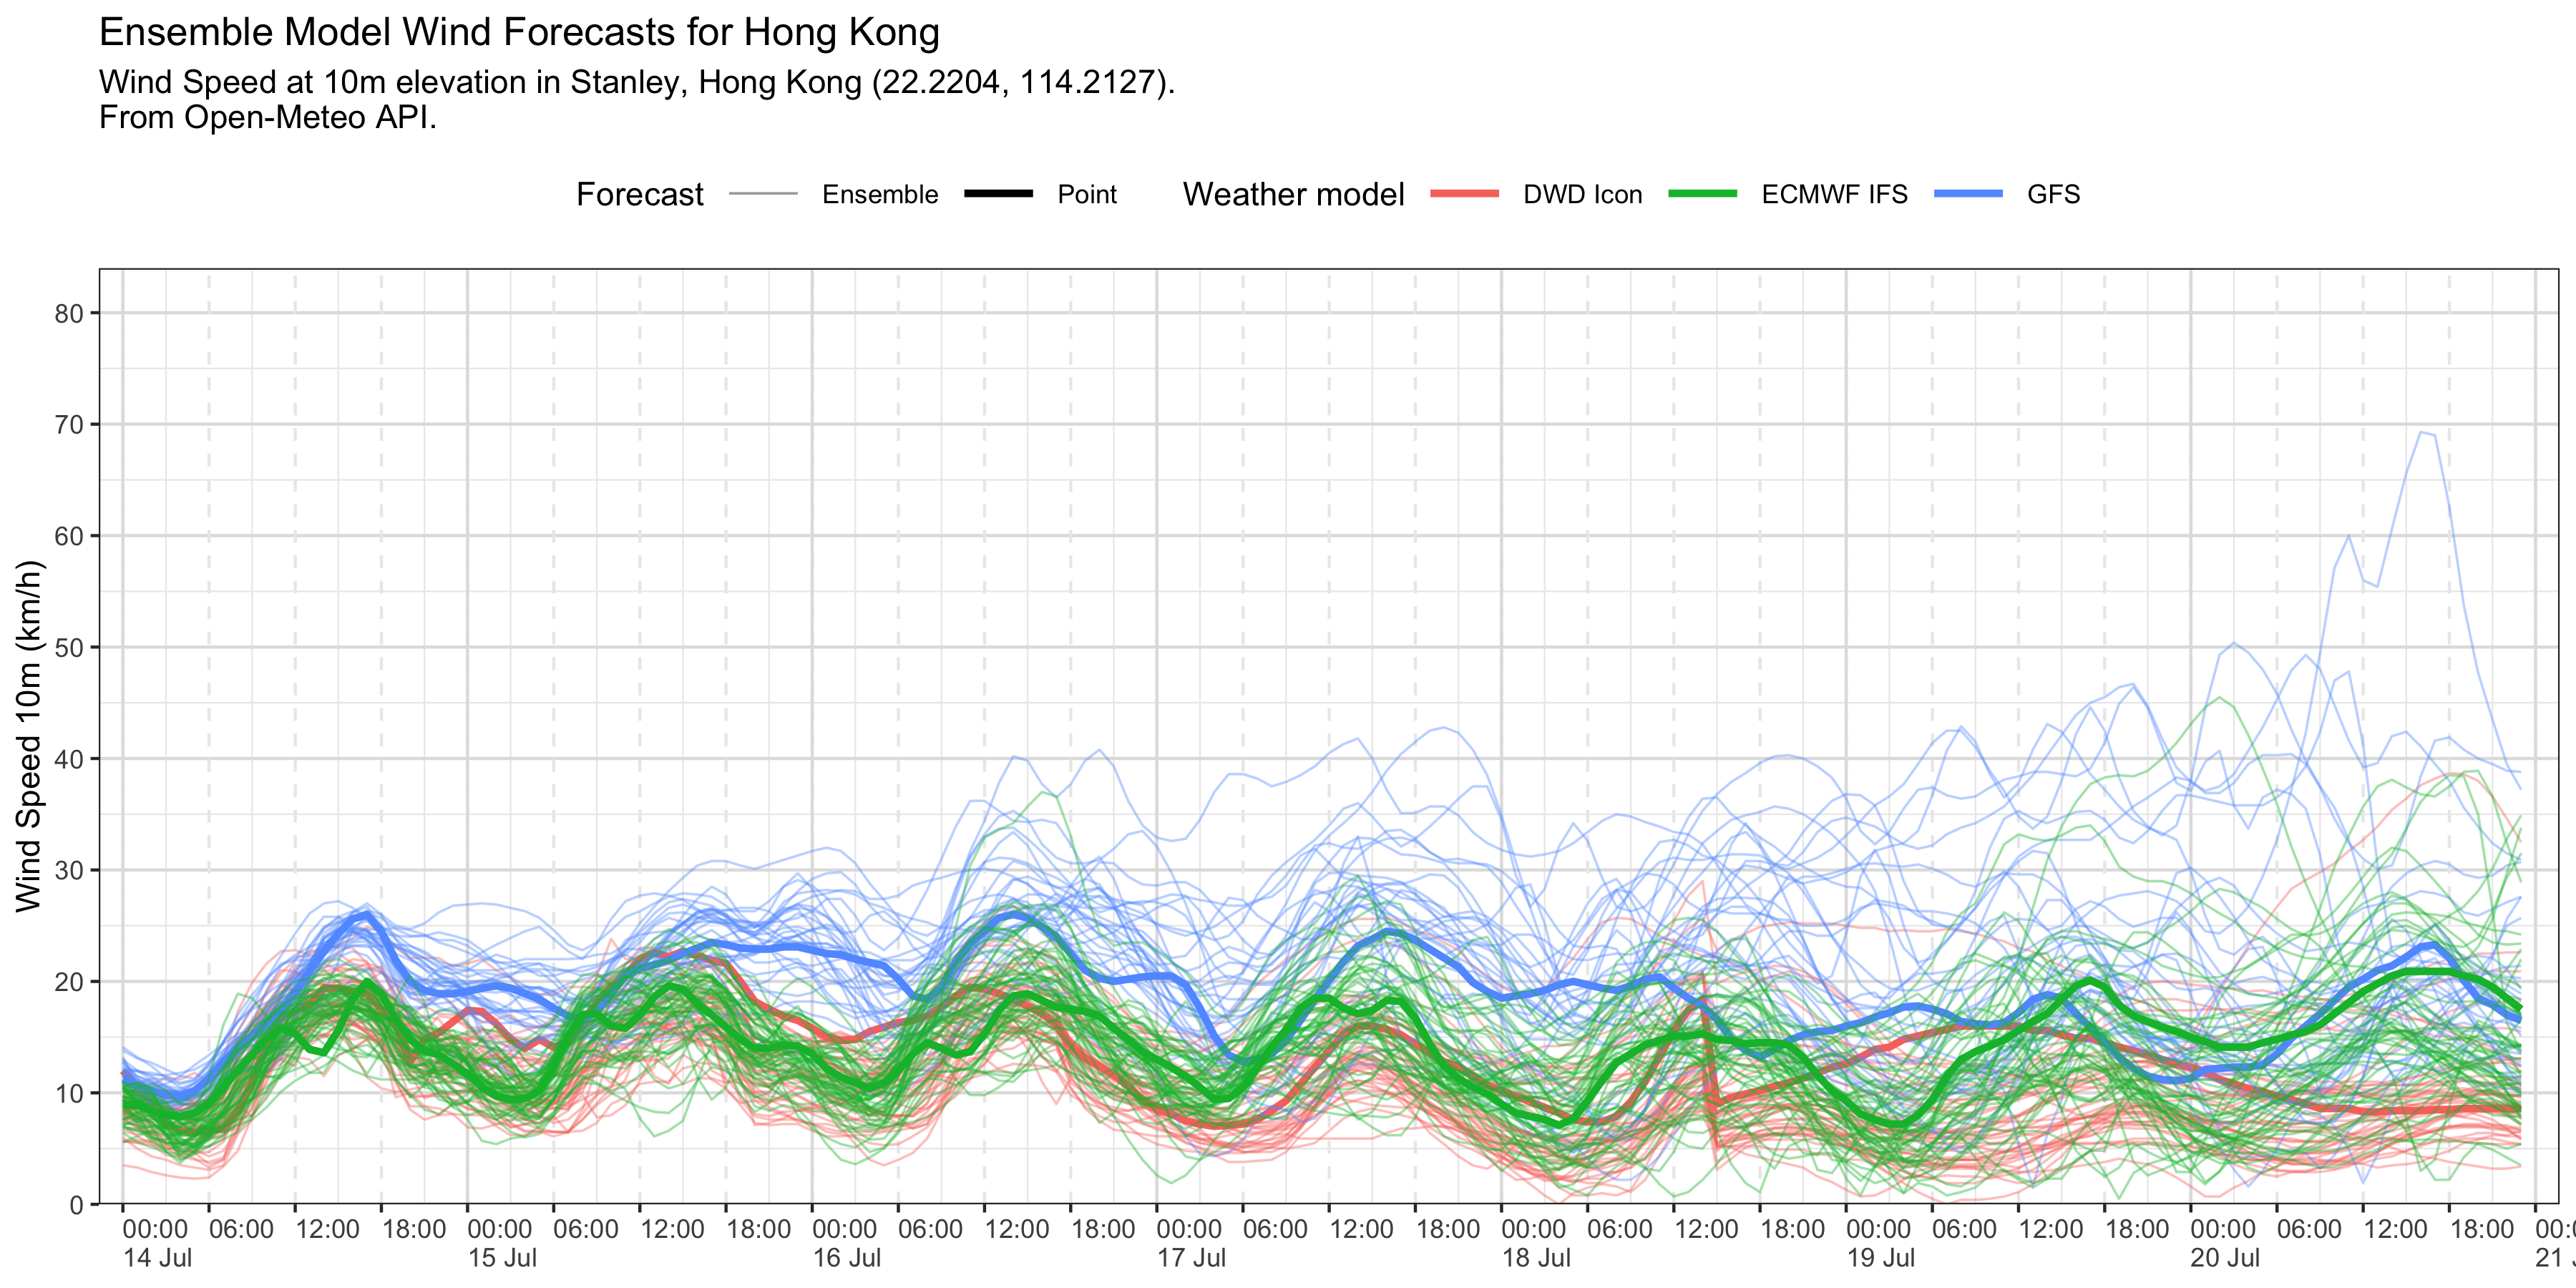 Ensemble Model Wind Forecasts for Hong Kong
Wind Speed at 10m elevation in Stanley, Hong Kong (22.2204, 114.2127).
From Open-Meteo API.
Forecast Ensemble Point Weather model DWD Icon ECMWF IFS GFS
Wind Speed 10m (km/h)
80
70
60
50
40
30
20
10
0
00:00 06:00 12:00 18:00 00:00 06:00 12:00 18:00 00:00 06:00 12:00 18:00 00:00 06:00 12:00 18:00 00:00 06:00 12:00 18:00 00:00 06:00 12:00 18:00 00:00 06:00 12:00 18:00
14 Jul 15 Jul 16 Jul 17 Jul 18 Jul 19 Jul 20 Jul 21